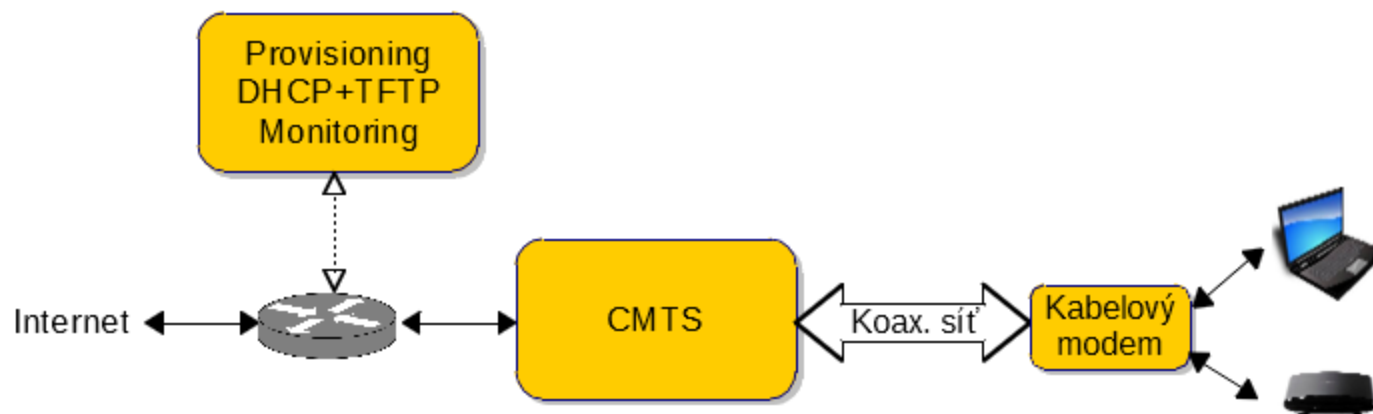 Provisioning
DHCP+TFTP
Monitoring
Internet
CMTS
Koax. síť
Kabelový
modem